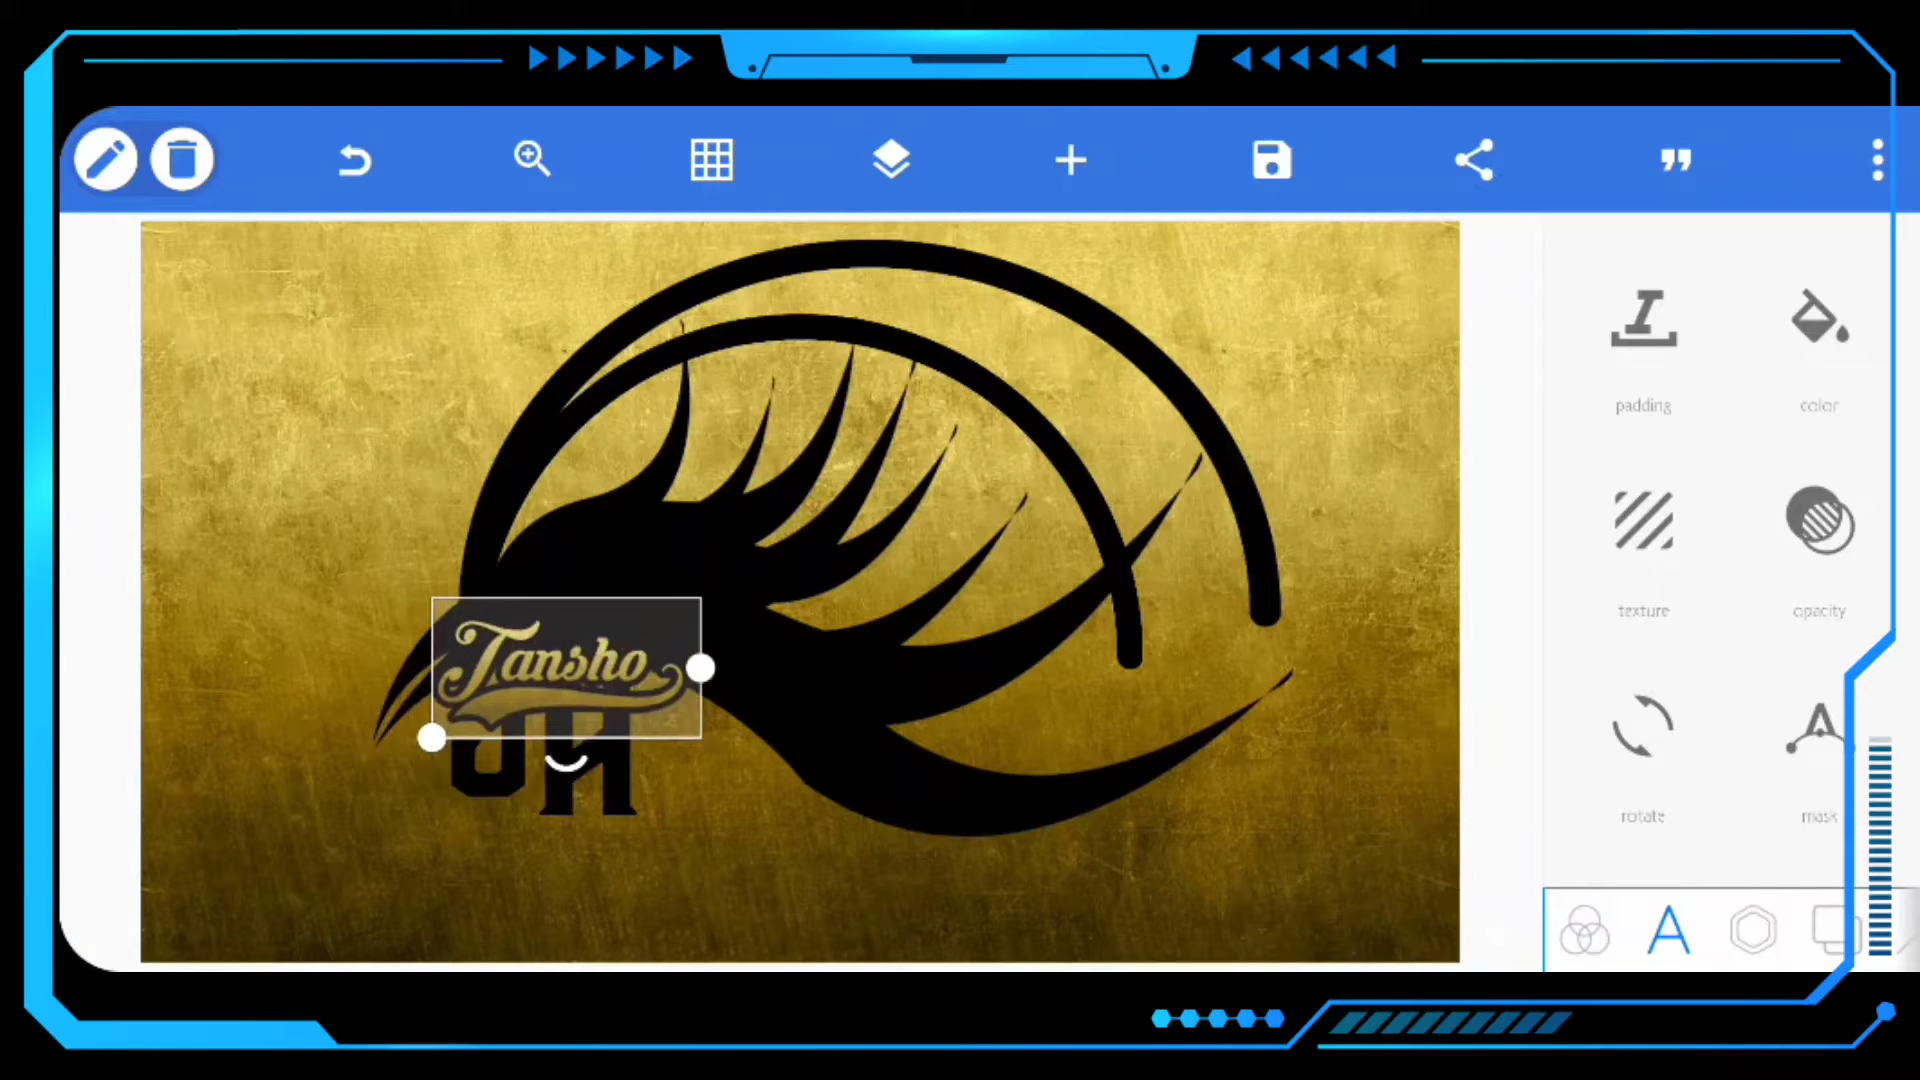 padding
color
Tansho
texture
opacity
rotate
mask